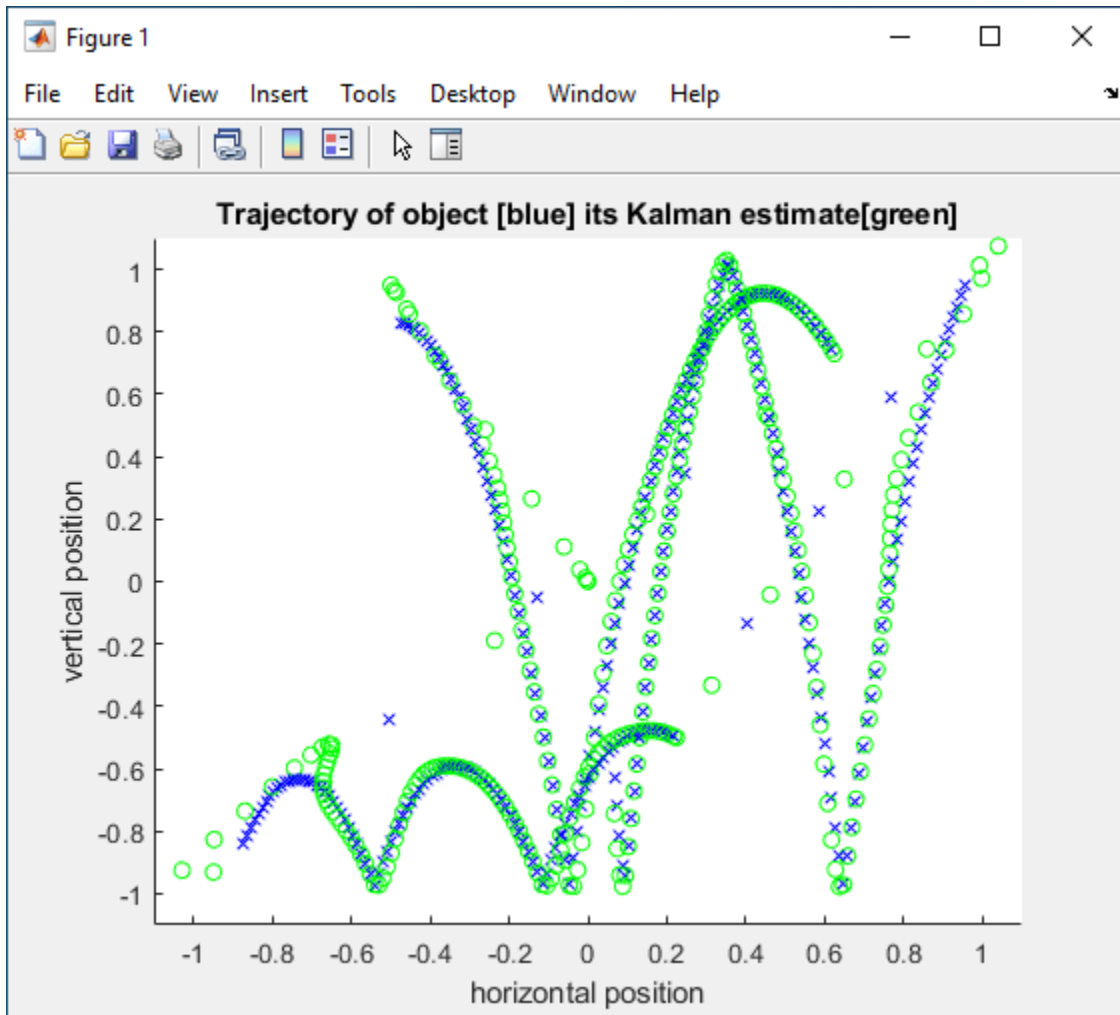 Figure 1
File Edit View Insert Tools Desktop Window Help
Trajectory of object [blue] its Kalman estimate[green]
1
0.8
0.6
0.4
0.2
0
-0.2
-0.4
-0.6
-0.8
-1
vertical position
-1 -0.8 -0.6 -0.4 -0.2 0 0.2 0.4 0.6 0.8 1
horizontal position